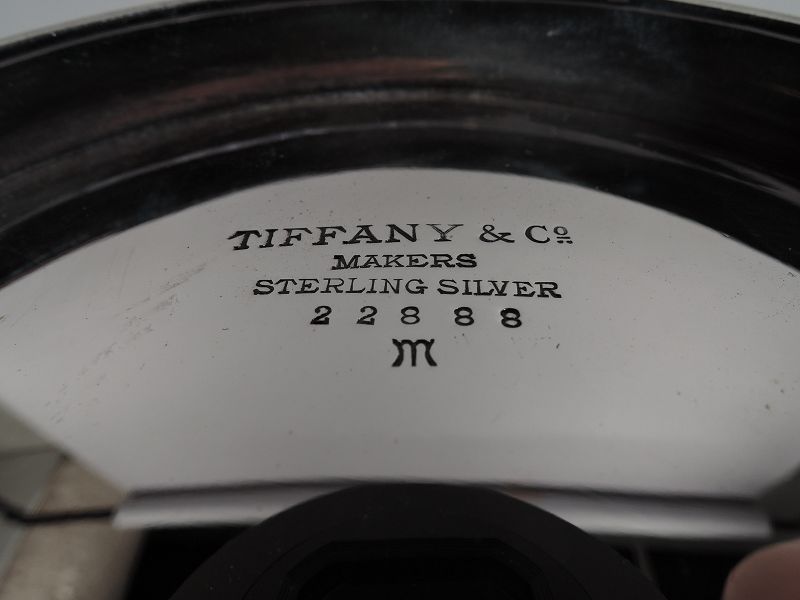 TIFFANY & Co.
MAKERS
STERLING SILVER
22888
m